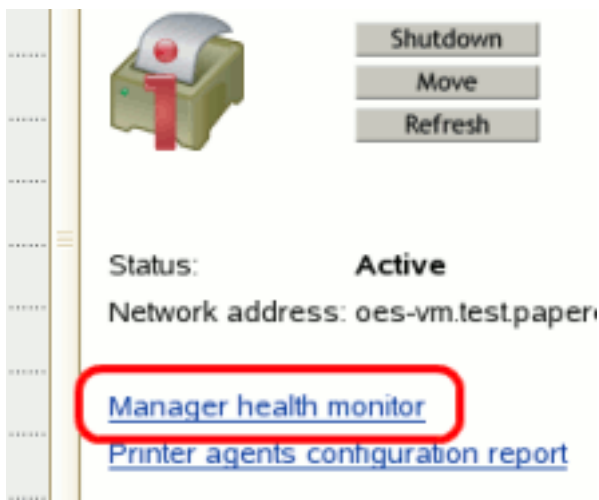 Shutdown
Move
Refresh
Status: Active
Network address: oes-vm.test.paper
Manager health monitor
Printer agents configuration report